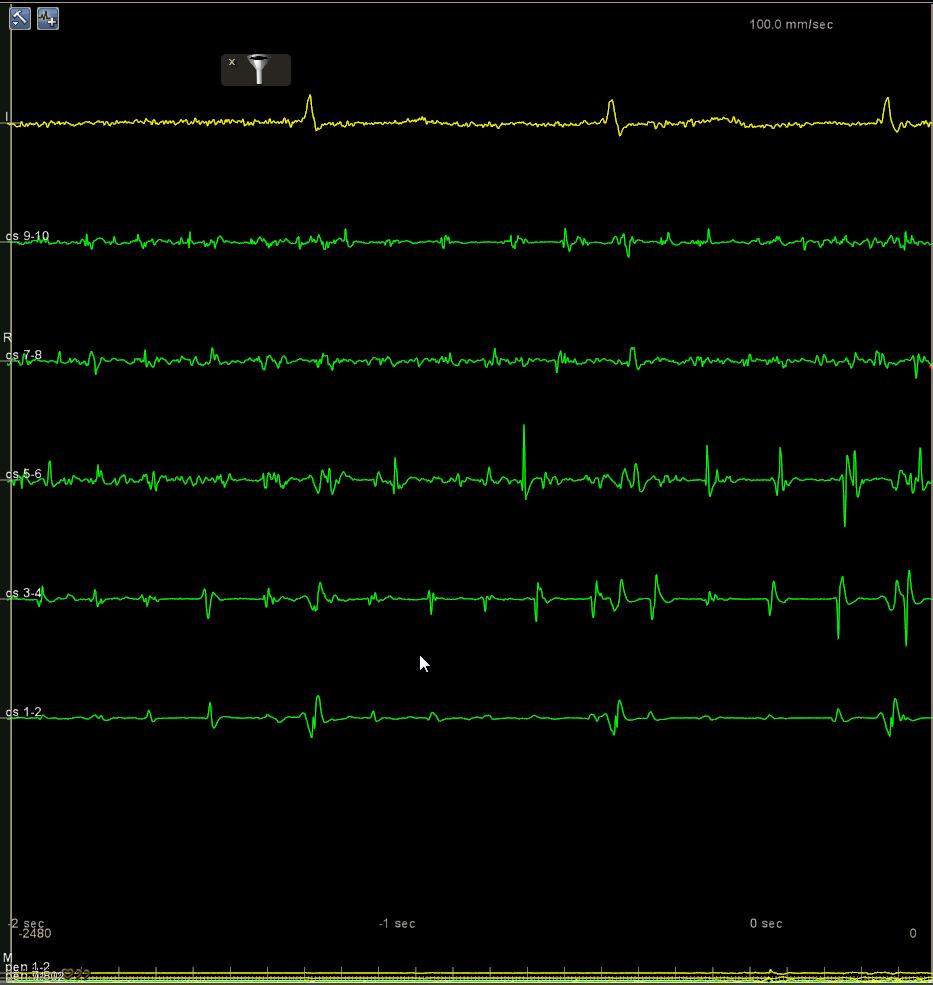 100.0 mm/sec
x
I
cs 9-10
R
cs 7-8
cs 5-6
cs 3-4
cs 1-2
-2 sec -1 sec 0 sec
-2480 0
M
pen 1-2